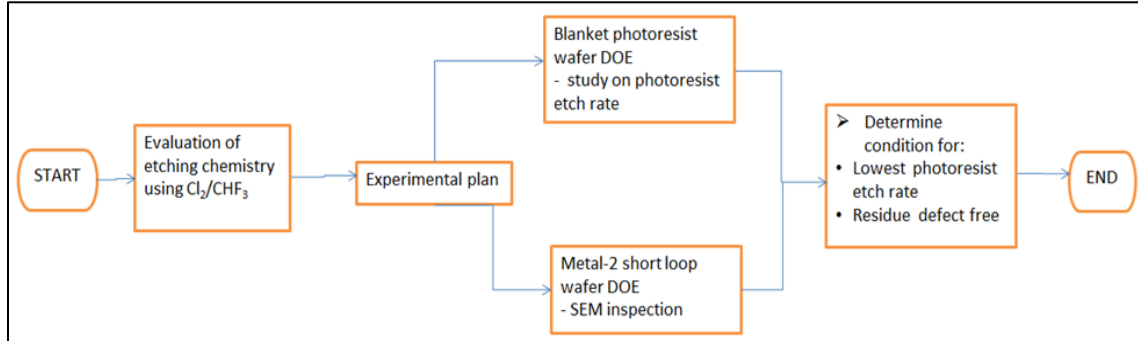 START
Evaluation of
etching chemistry
using Cl₂/CHF₃
Experimental plan
Blanket photoresist
wafer DOE
- study on photoresist
etch rate
Metal-2 short loop
wafer DOE
- SEM inspection
➢ Determine
condition for:
• Lowest photoresist
etch rate
• Residue defect free
END